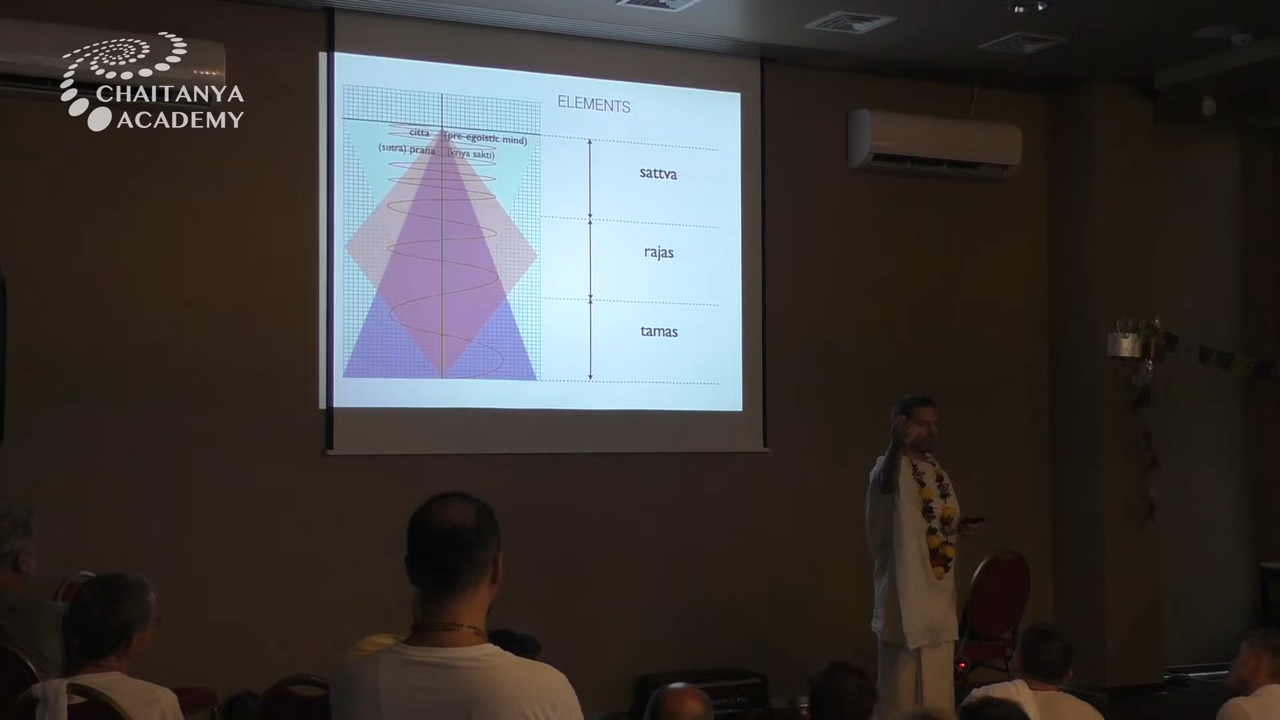 CHAITANYA
ACADEMY
ELEMENTS
citta (pre-egoistic mind)
(sutra) prana (kriya sakti)
sattva
rajas
tamas